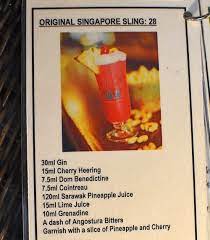 ORIGINAL SINGAPORE SLING: 28
30ml Gin
15ml Cherry Heering
7.5ml Dom Benedictine
7.5ml Cointreau
120ml Sarawak Pineapple Juice
15ml Lime Juice
10ml Grenadine
A dash of Angostura Bitters
Garnish with a slice of Pineapple and Cherry